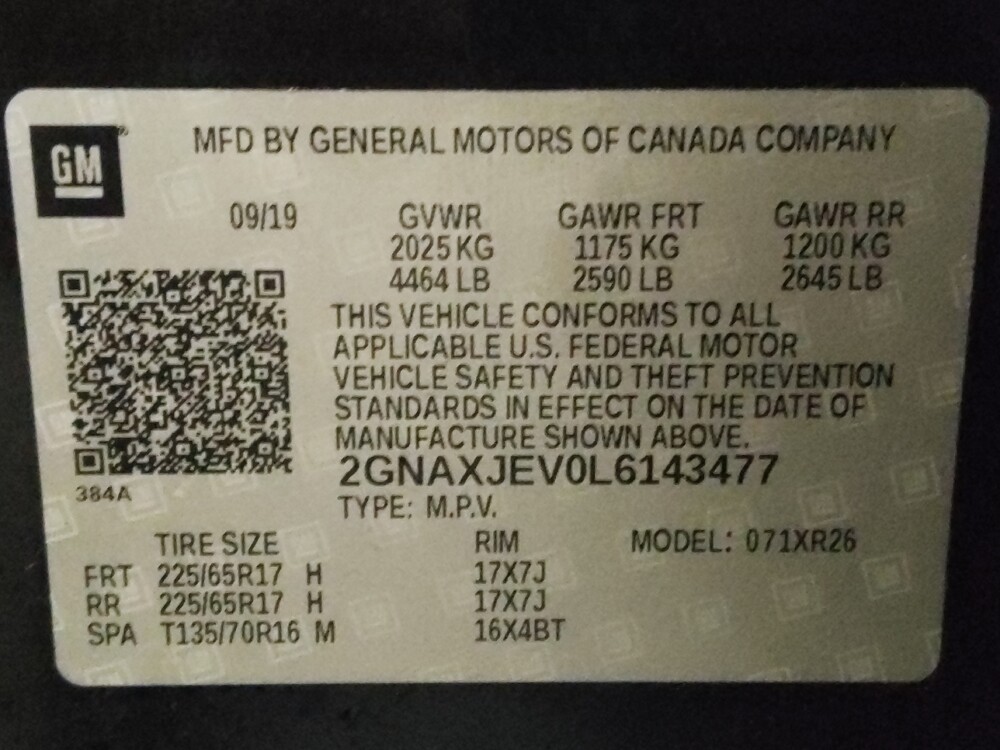 GM
MFD BY GENERAL MOTORS OF CANADA COMPANY
09/19 GVWR GAWR FRT GAWR RR
2025 KG 1175 KG 1200 KG
4464 LB 2590 LB 2645 LB
THIS VEHICLE CONFORMS TO ALL
APPLICABLE U.S. FEDERAL MOTOR
VEHICLE SAFETY AND THEFT PREVENTION
STANDARDS IN EFFECT ON THE DATE OF
MANUFACTURE SHOWN ABOVE.
2GNAXJEV0L6143477
384A
TYPE: M.P.V.
TIRE SIZE RIM MODEL: 071XR26
FRT 225/65R17 H 17X7J
RR 225/65R17 H 17X7J
SPA T135/70R16 M 16X4BT